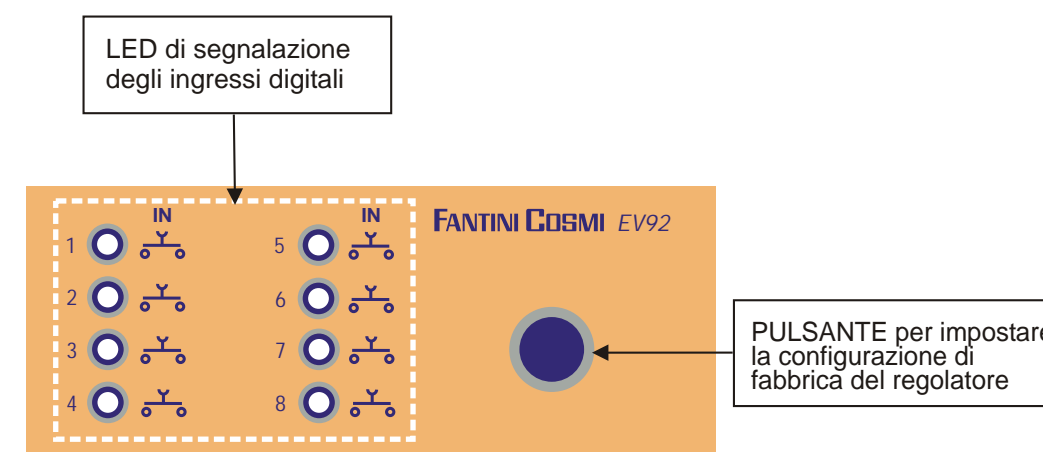 LED di segnalazione
degli ingressi digitali
IN
IN
FANTINI COSMI EV92
1
5
2
6
3
7
4
8
PULSANTE per impostare
la configurazione di
fabbrica del regolatore